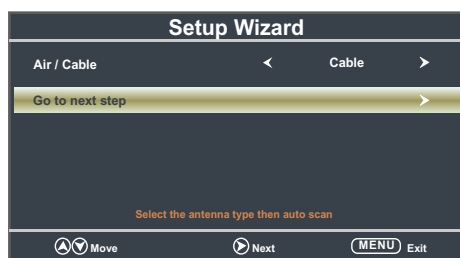 Setup Wizard
Air / Cable Cable
Go to next step
Select the antenna type then auto scan
Move Next MENU Exit